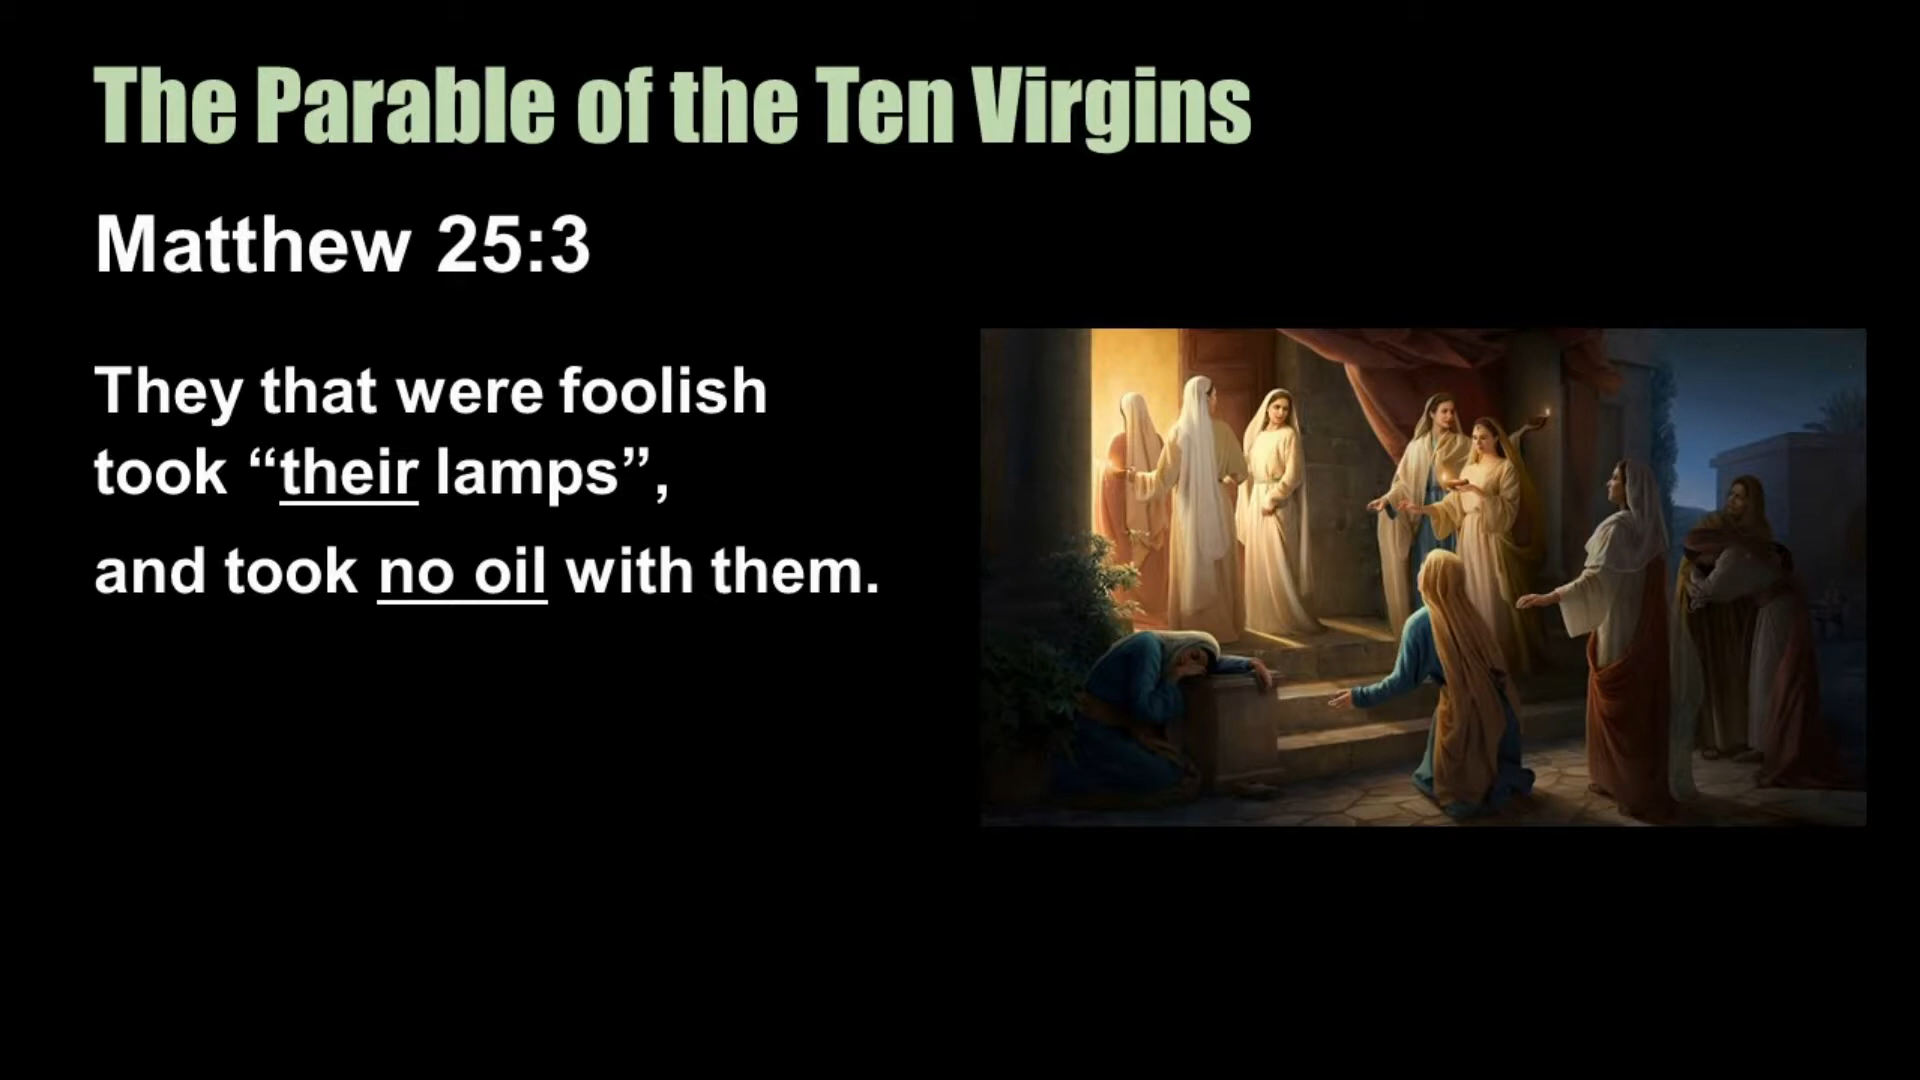 The Parable of the Ten Virgins
Matthew 25:3
They that were foolish
took “their lamps”,
and took no oil with them.